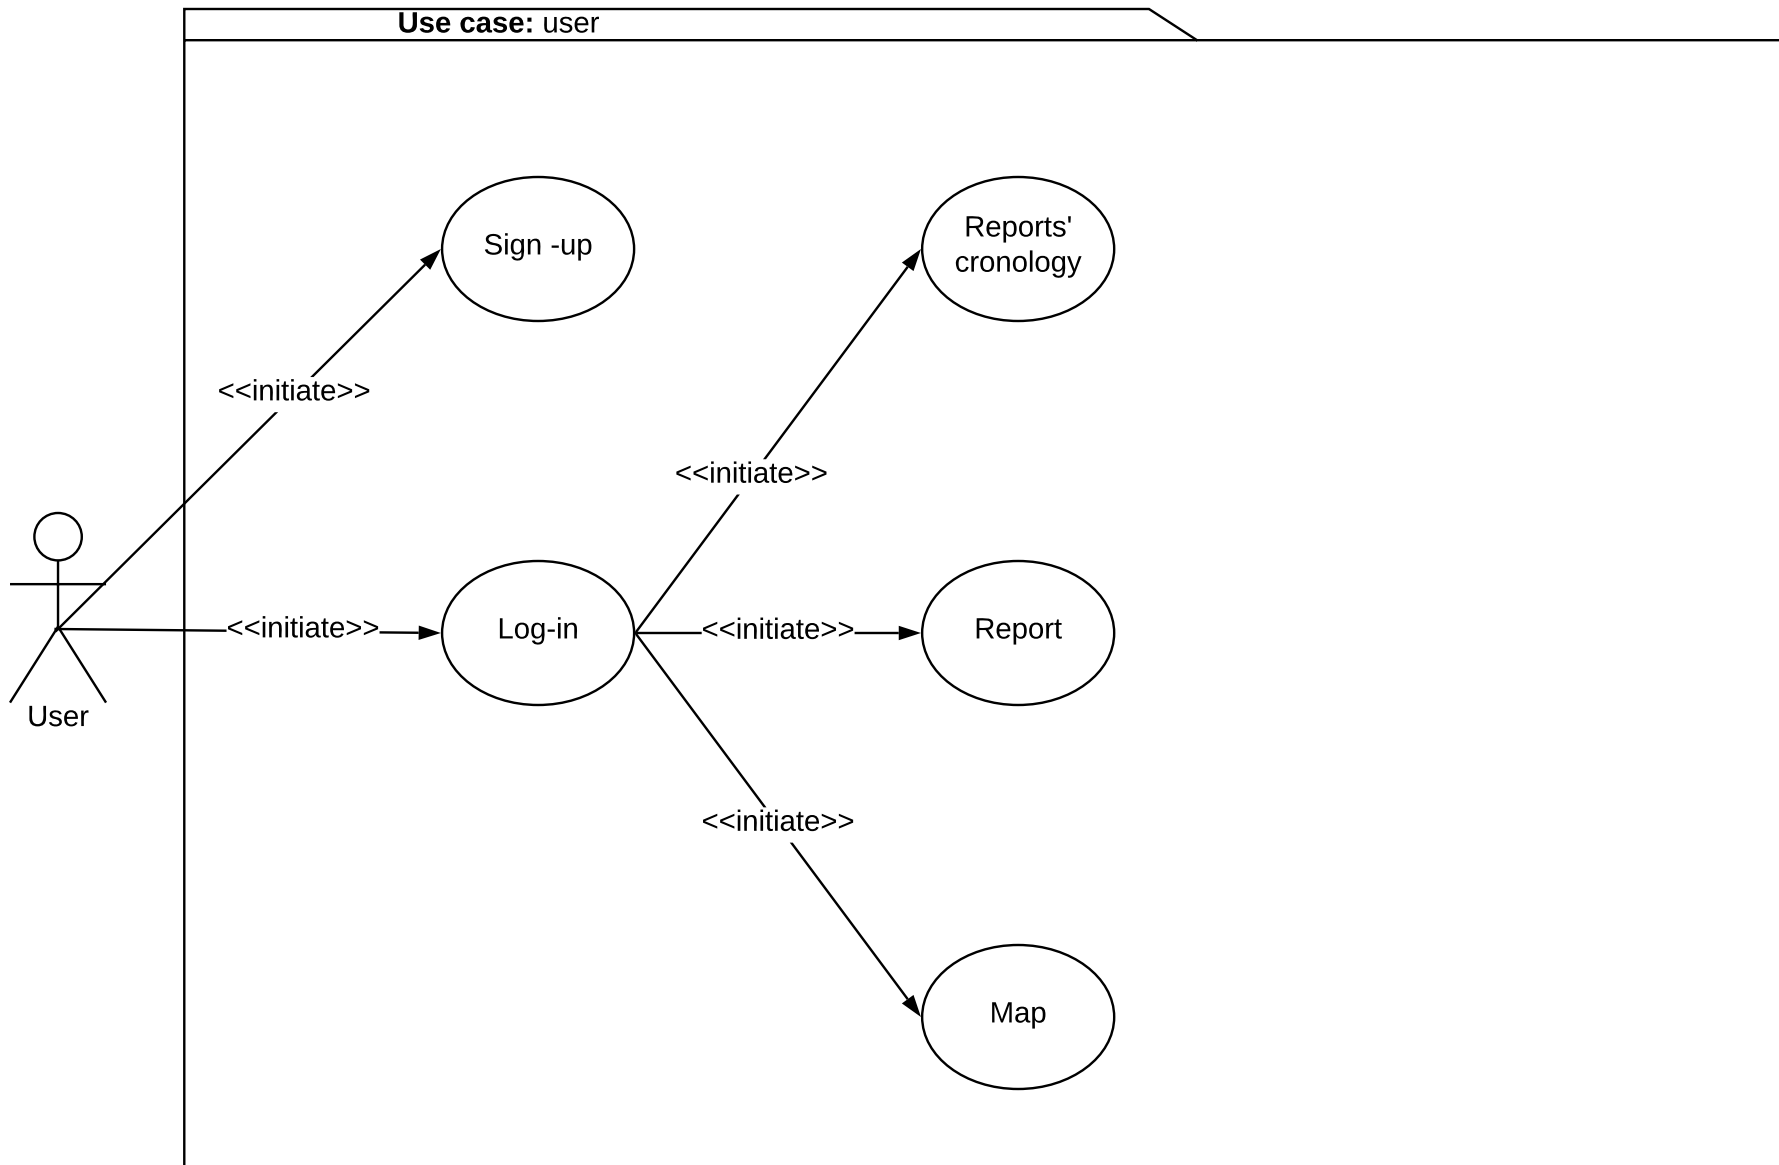 Use case: user
Sign -up
Reports'
cronology
<<initiate>>
<<initiate>>
<<initiate>>
Log-in
<<initiate>>
Report
User
<<initiate>>
Map